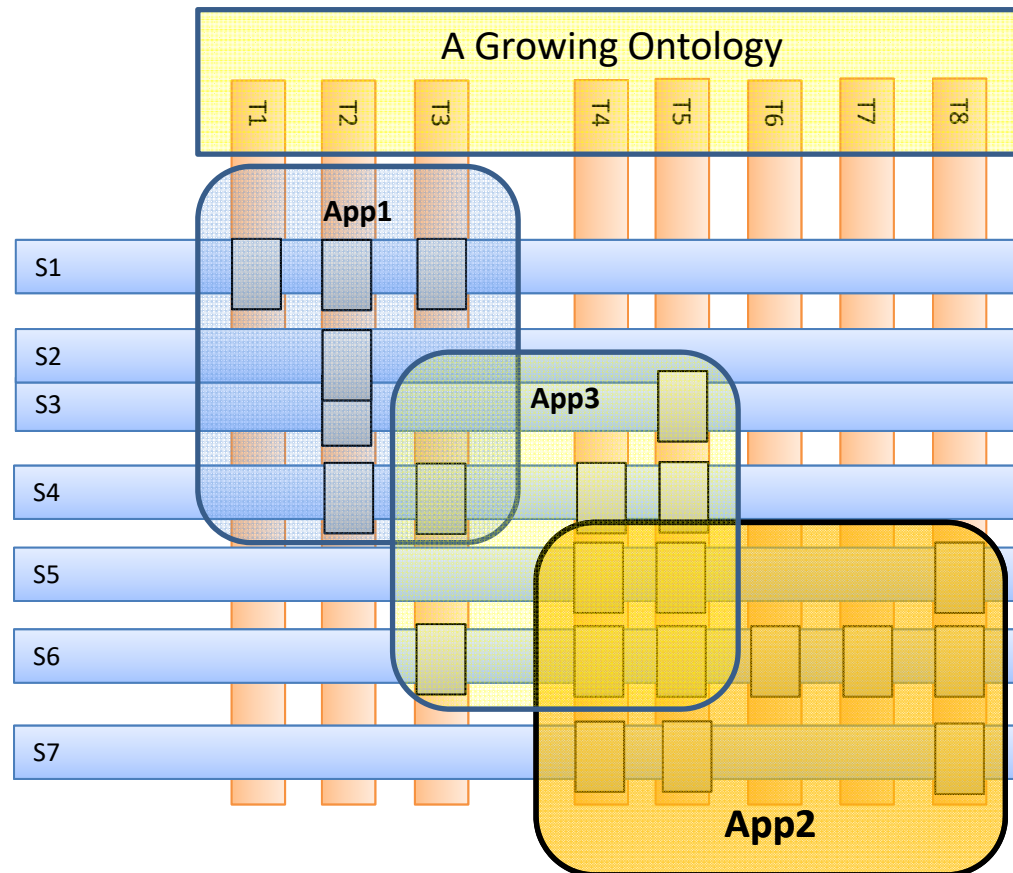 A Growing Ontology
T1
T2
T3
T4
T5
T6
T7
T8
App1
S1
S2
App3
S3
S4
S5
S6
S7
App2